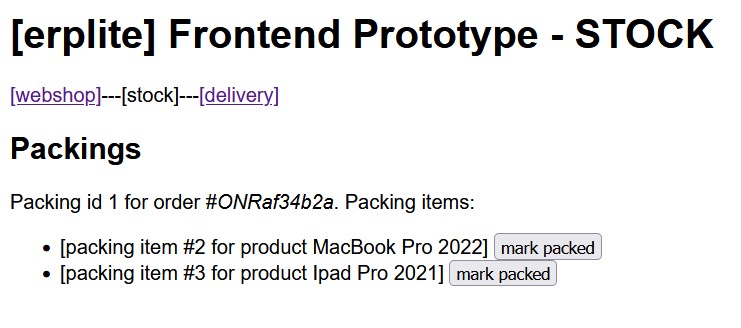 [erplite] Frontend Prototype - STOCK
[webshop]---[stock]---[delivery]
Packings
Packing id 1 for order #ONRaf34b2a. Packing items:
• [packing item #2 for product MacBook Pro 2022] mark packed
• [packing item #3 for product Ipad Pro 2021] mark packed